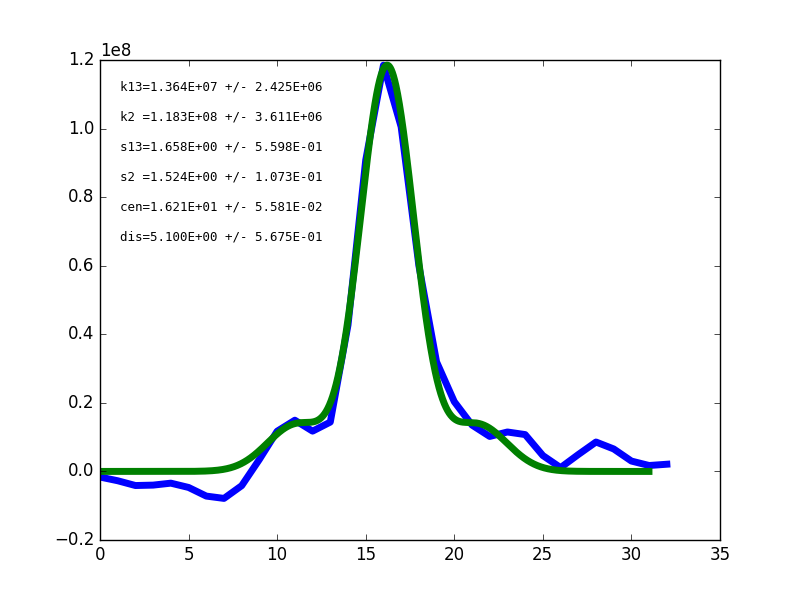 1e8
1.2
1.0
0.8
0.6
0.4
0.2
0.0
−0.2
k13=1.364E+07 +/- 2.425E+06
k2 =1.183E+08 +/- 3.611E+06
s13=1.658E+00 +/- 5.598E-01
s2 =1.524E+00 +/- 1.073E-01
cen=1.621E+01 +/- 5.581E-02
dis=5.100E+00 +/- 5.675E-01
0 5 10 15 20 25 30 35